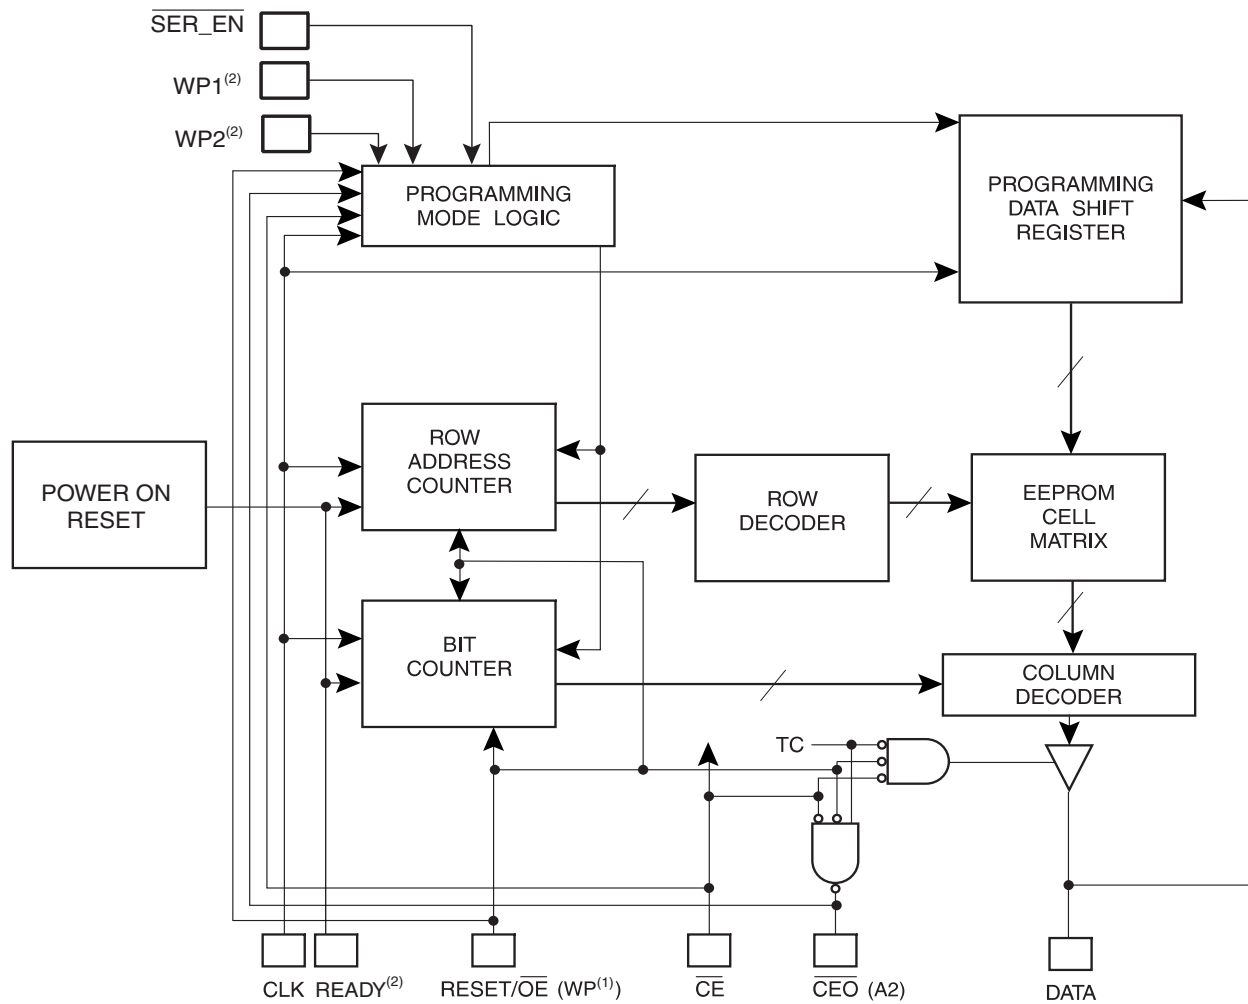 SER_EN
WP1(2)
WP2(2)
PROGRAMMING
MODE LOGIC
PROGRAMMING
DATA SHIFT
REGISTER
POWER ON
RESET
ROW
ADDRESS
COUNTER
ROW
DECODER
EEPROM
CELL
MATRIX
BIT
COUNTER
COLUMN
DECODER
TC
CLK
READY(2)
RESET/OE (WP(1))
CE
CEO (A2)
DATA